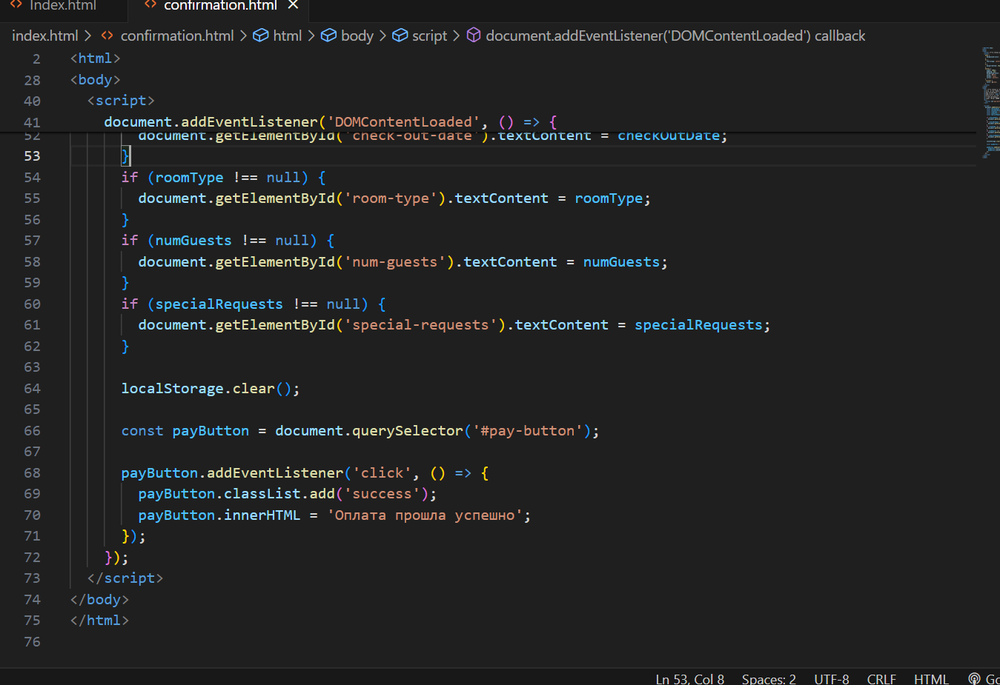 Index.html confirmation.html
index.html > confirmation.html > html > body > script > document.addEventListener('DOMContentLoaded') callback
2 <html>
28 <body>
40 <script>
41 document.addEventListener('DOMContentLoaded', () => {
52 document.getElementById('check-out-date').textContent = checkOutDate;
53 }
54 if (roomType !== null) {
55 document.getElementById('room-type').textContent = roomType;
56 }
57 if (numGuests !== null) {
58 document.getElementById('num-guests').textContent = numGuests;
59 }
60 if (specialRequests !== null) {
61 document.getElementById('special-requests').textContent = specialRequests;
62 }
63
64 localStorage.clear();
65
66 const payButton = document.querySelector('#pay-button');
67
68 payButton.addEventListener('click', () => {
69 payButton.classList.add('success');
70 payButton.innerHTML = 'Оплата прошла успешно';
71 });
72 });
73 </script>
74 </body>
75 </html>
76
Ln 53, Col 8 Spaces: 2 UTF-8 CRLF HTML Go